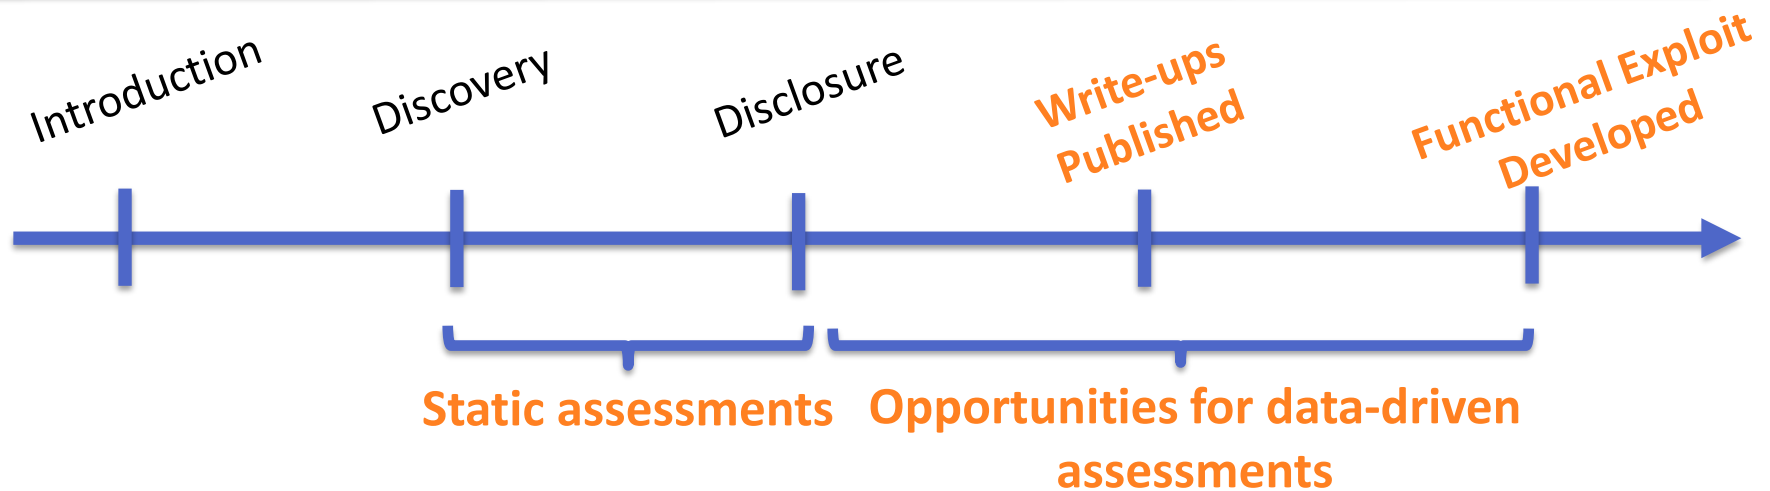 Introduction
Discovery
Disclosure
Write-ups
Published
Functional Exploit
Developed
Static assessments
Opportunities for data-driven
assessments